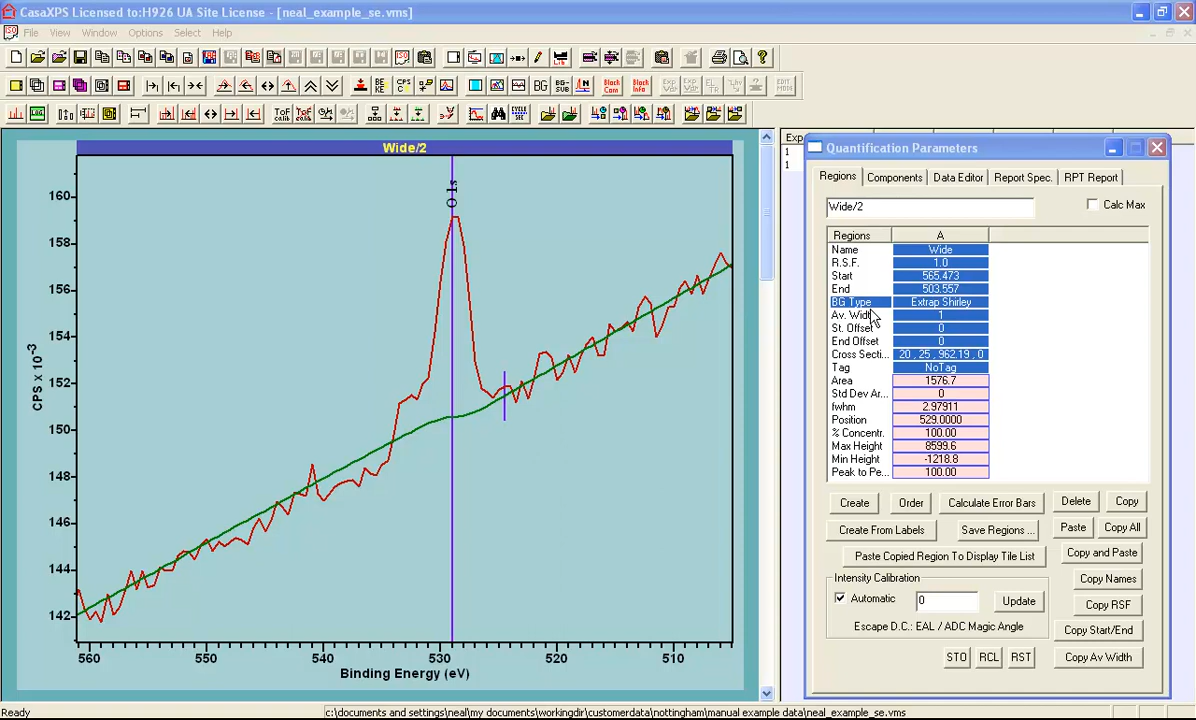 CasaXPS Licensed to:H926 UA Site License - [neal_example_se.vms]
File View Window Options Select Help
Wide/2
CPS x 10⁻³
160
158
156
154
152
150
148
146
144
142
O 1s
560 550 540 530 520 510
Binding Energy (eV)
Exp
1
1
Quantification Parameters
Regions Components Data Editor Report Spec. RPT Report
Wide/2
Calc Max
Regions A
Name Wide
R.S.F. 1.0
Start 565.473
End 503.557
BG Type Extrap Shirley
Av. Width 1
St. Offset 0
End Offset 0
Cross Secti... 20 , 25 , 962.19 , 0
Tag NoTag
Area 1576.7
Std Dev Ar... 0
fwhm 2.97911
Position 529.0000
% Concentr. 100.00
Max Height 8599.6
Min Height -1218.8
Peak to Pe... 100.00
Create Order Calculate Error Bars Delete Copy
Create From Labels Save Regions ... Paste Copy All
Paste Copied Region To Display Tile List Copy and Paste
Intensity Calibration
Copy Names
Automatic 0 Update
Copy RSF
Escape D.C.: EAL / ADC Magic Angle
Copy Start/End
STO RCL RST Copy Av Width
Ready
c:\documents and settings\neal\my documents\workingdir\customerdata\nottingham\manual example data\neal_example_se.vms